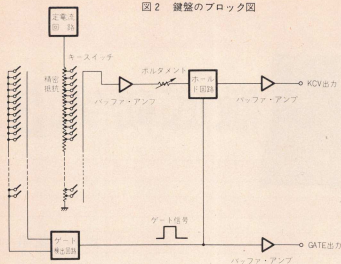 図2 鍵盤のブロック図
定電流
回路
キースイッチ
精密
抵抗
バッファ・アンプ
ポルタメント
ホール
ド回路
バッファ・アンプ
KCV出力
ゲート信号
ゲート
検出回路
バッファ・アンプ
GATE出力